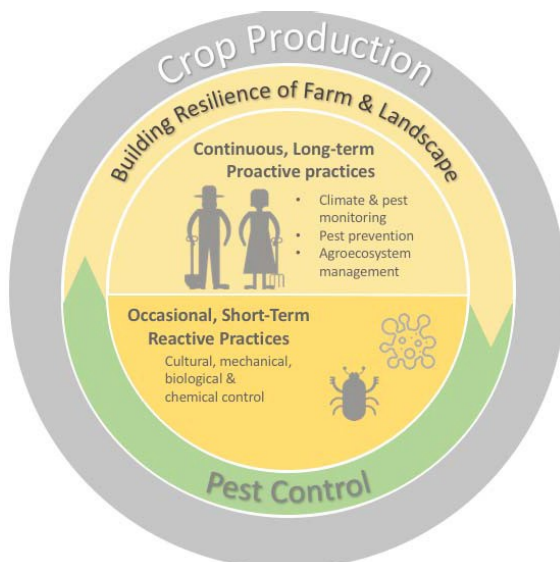 Crop Production
Building Resilience of Farm & Landscape
Continuous, Long-term
Proactive practices
• Climate & pest
monitoring
• Pest prevention
• Agroecosystem
management
Occasional, Short-Term
Reactive Practices
Cultural, mechanical,
biological &
chemical control
Pest Control